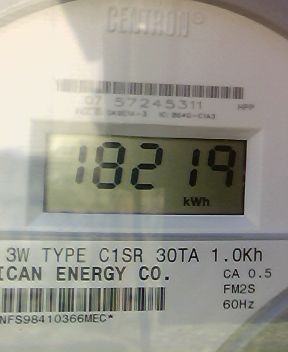 CENTRON®
57245311 HPP
18219
kWh
3W TYPE C1SR 30TA 1.0Kh
ICAN ENERGY CO. CA 0.5
FM2S
NFS98410366MEC* 60Hz